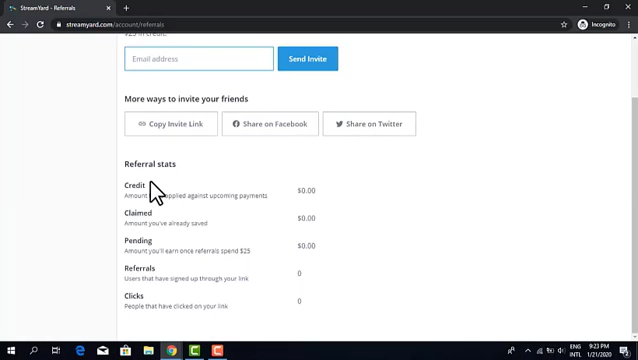 StreamYard - Referrals
streamyard.com/account/referrals
Incognito
$25 in credit.
Email address
Send Invite
More ways to invite your friends
Copy Invite Link
Share on Facebook
Share on Twitter
Referral stats
Credit
$0.00
Amount applied against upcoming payments
Claimed
$0.00
Amount you've already saved
Pending
$0.00
Amount you'll earn once referrals spend $25
Referrals
0
Users that have signed up through your link
Clicks
0
People that have clicked on your link
ENG
INTL
9:23 PM
1/21/2020